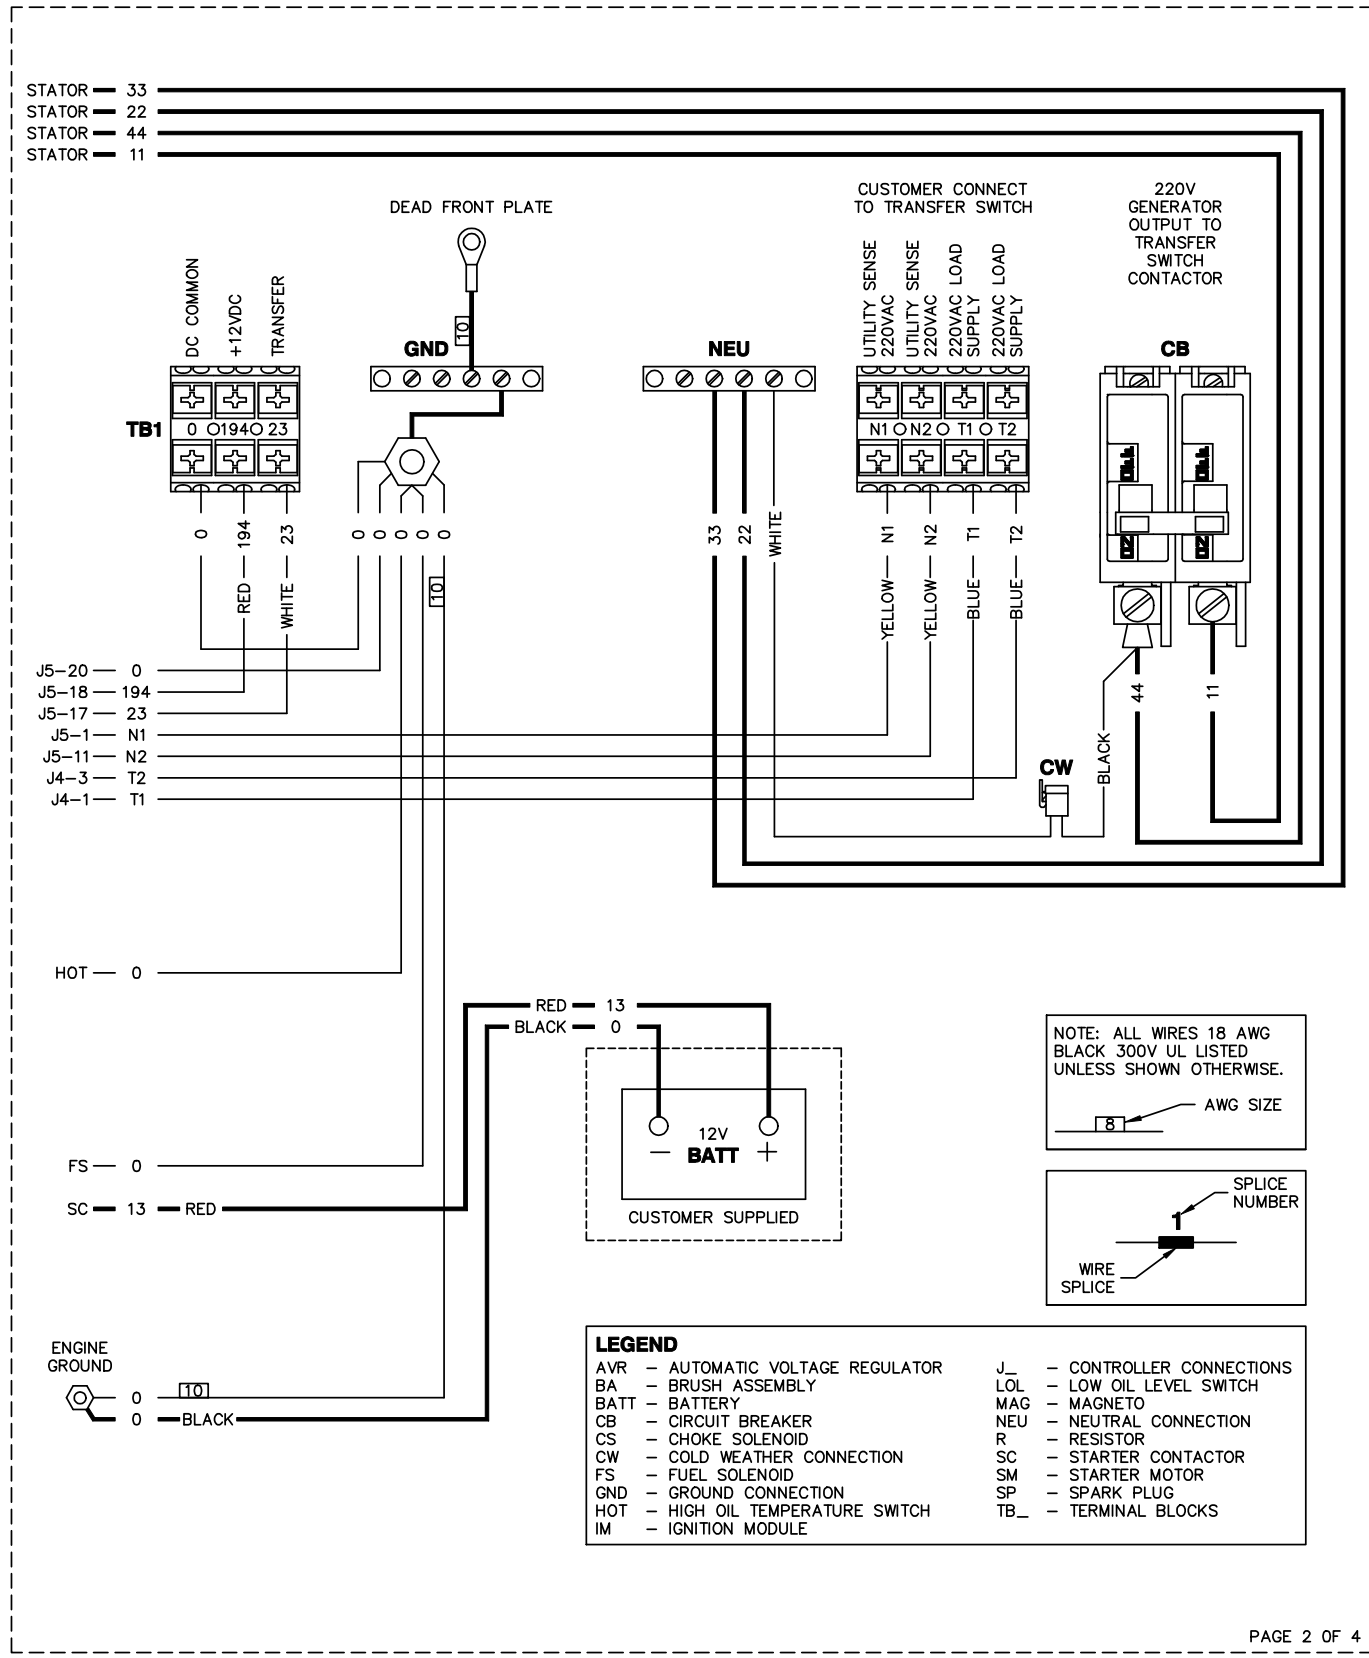 STATOR 33
STATOR 22
STATOR 44
STATOR 11
DEAD FRONT PLATE
CUSTOMER CONNECT
TO TRANSFER SWITCH
220V
GENERATOR
OUTPUT TO
TRANSFER
SWITCH
CONTACTOR
DC COMMON
+12VDC
TRANSFER
10
UTILITY SENSE
220VAC
UTILITY SENSE
220VAC
220VAC LOAD
SUPPLY
220VAC LOAD
SUPPLY
GND
NEU
CB
TB1
0 194 23
N1 N2 T1 T2
OFF OFF
ON ON
0 194 23 0 0 0 0 0
33 22 WHITE
N1 N2 T1 T2
RED WHITE
10
YELLOW YELLOW BLUE BLUE
44 11
BLACK
J5-20 0
J5-18 194
J5-17 23
J5-1 N1
J5-11 N2
J4-3 T2
J4-1 T1
CW
HOT 0
RED 13
BLACK 0
12V
- BATT +
CUSTOMER SUPPLIED
FS 0
SC 13 RED
NOTE: ALL WIRES 18 AWG
BLACK 300V UL LISTED
UNLESS SHOWN OTHERWISE.
AWG SIZE
8
SPLICE
NUMBER
1
WIRE
SPLICE
ENGINE
GROUND
0 10
0 BLACK
LEGEND
AVR - AUTOMATIC VOLTAGE REGULATOR
BA - BRUSH ASSEMBLY
BATT - BATTERY
CB - CIRCUIT BREAKER
CS - CHOKE SOLENOID
CW - COLD WEATHER CONNECTION
FS - FUEL SOLENOID
GND - GROUND CONNECTION
HOT - HIGH OIL TEMPERATURE SWITCH
IM - IGNITION MODULE
J_ - CONTROLLER CONNECTIONS
LOL - LOW OIL LEVEL SWITCH
MAG - MAGNETO
NEU - NEUTRAL CONNECTION
R - RESISTOR
SC - STARTER CONTACTOR
SM - STARTER MOTOR
SP - SPARK PLUG
TB_ - TERMINAL BLOCKS
PAGE 2 OF 4